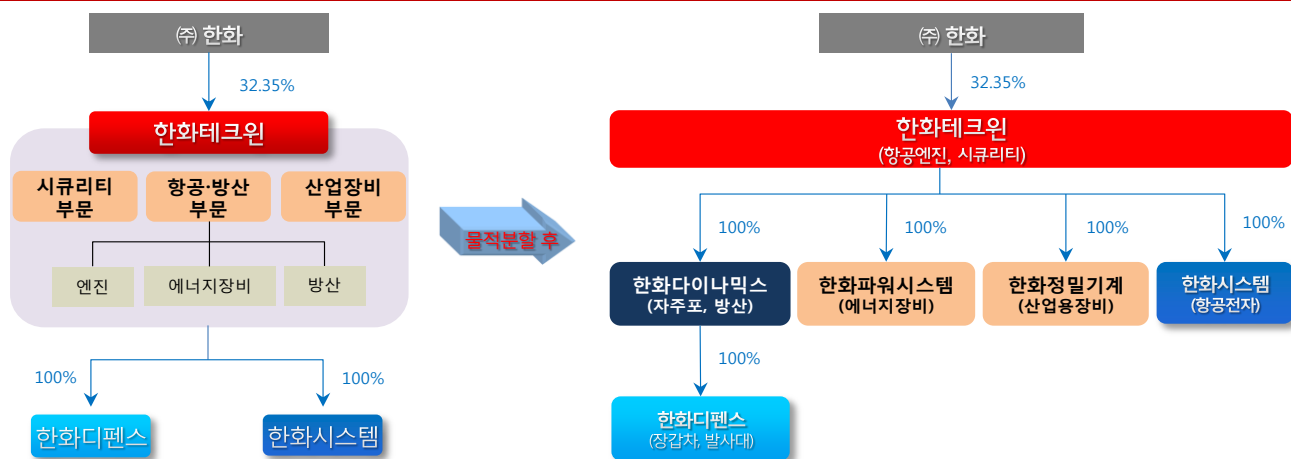 ㈜ 한화
32.35%
한화테크윈
시큐리티
부문
항공·방산
부문
산업장비
부문
엔진
에너지장비
방산
100%
100%
한화디펜스
한화시스템
물적분할 후
㈜ 한화
32.35%
한화테크윈
(항공엔진, 시큐리티)
100%
100%
100%
100%
한화다이나믹스
(자주포, 방산)
한화파워시스템
(에너지장비)
한화정밀기계
(산업용장비)
한화시스템
(항공전자)
100%
한화디펜스
(장갑차, 발사대)